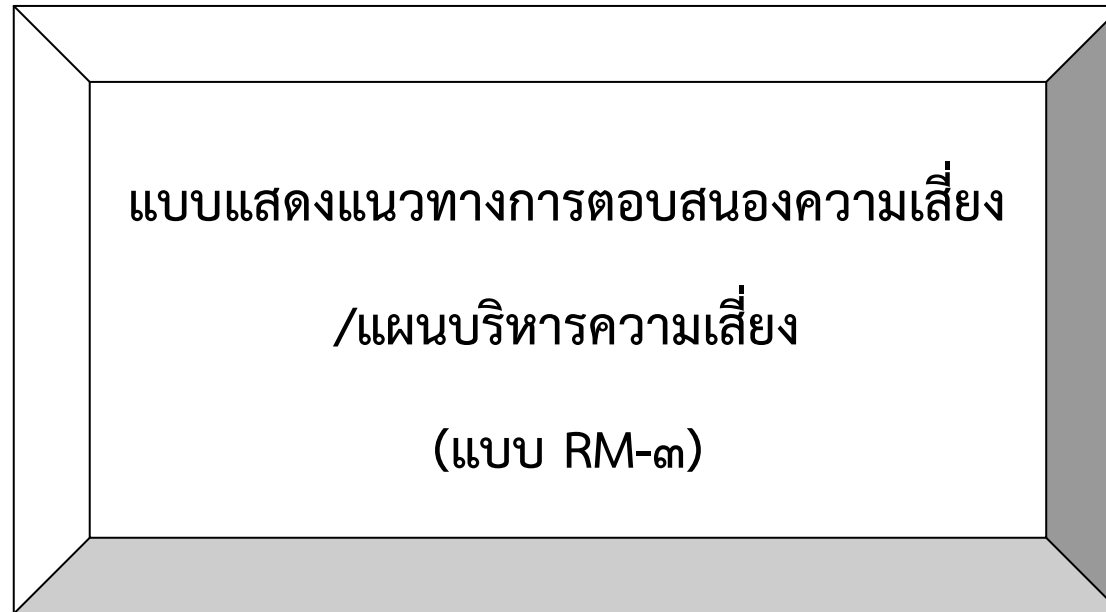 แบบแสดงแนวทางการตอบสนองความเสี่ยง
/แผนบริหารความเสี่ยง
(แบบ RM-๓)